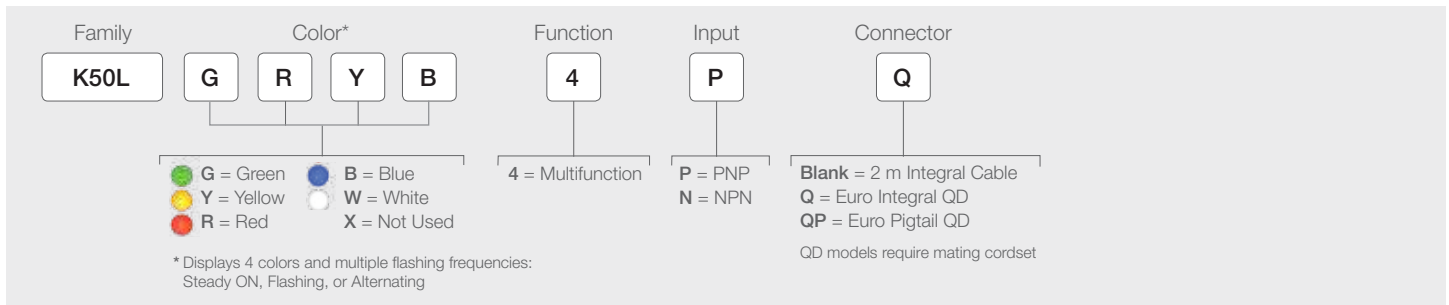 Family Color* Function Input Connector
K50L G R Y B 4 P Q
G = Green B = Blue
Y = Yellow W = White
R = Red X = Not Used
* Displays 4 colors and multiple flashing frequencies:
Steady ON, Flashing, or Alternating
4 = Multifunction
P = PNP
N = NPN
Blank = 2 m Integral Cable
Q = Euro Integral QD
QP = Euro Pigtail QD
QD models require mating cordset